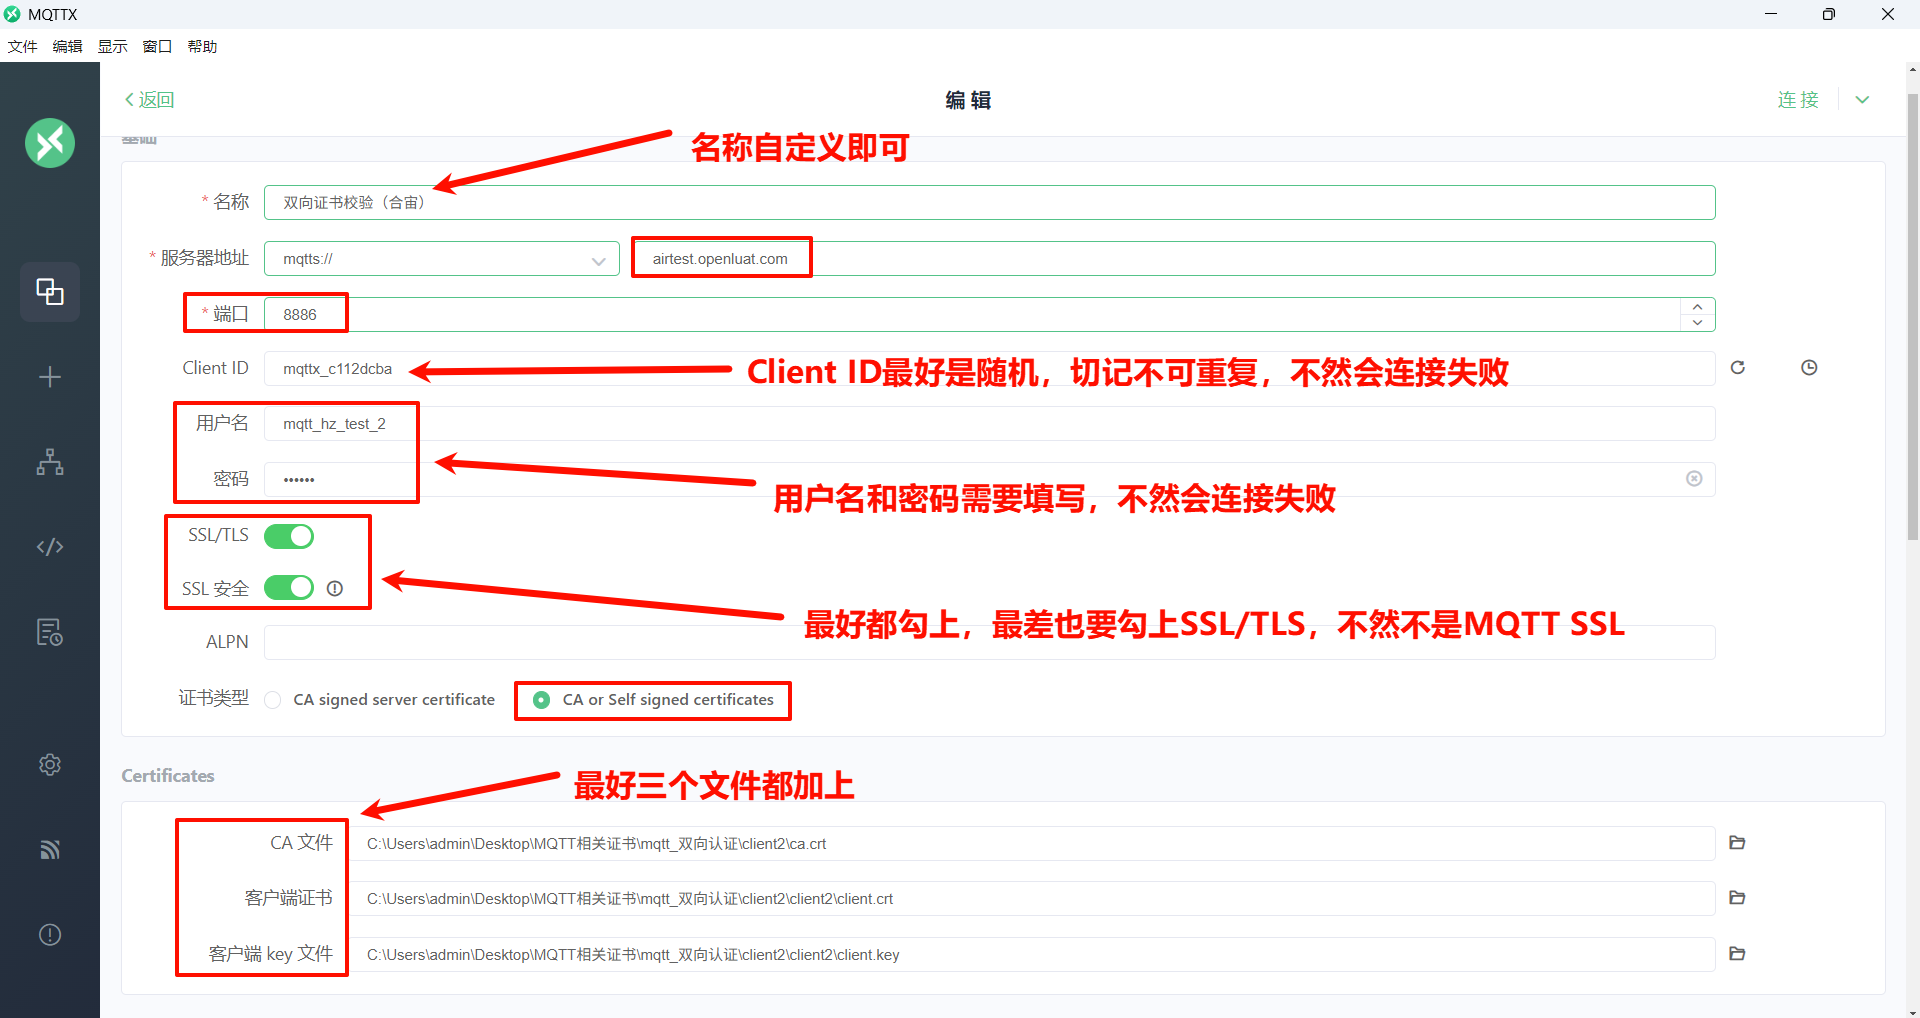 MQTTX
文件 编辑 显示 窗口 帮助
返回
编 辑
连 接
基础
名称自定义即可
* 名称 双向证书校验（合宙）
* 服务器地址 mqtts:// airtest.openluat.com
* 端口 8886
Client ID mqttx_c112dcba
Client ID最好是随机，切记不可重复，不然会连接失败
用户名 mqtt_hz_test_2
密码 ••••••
用户名和密码需要填写，不然会连接失败
SSL/TLS
SSL 安全
最好都勾上，最差也要勾上SSL/TLS，不然不是MQTT SSL
ALPN
证书类型 CA signed server certificate CA or Self signed certificates
Certificates
最好三个文件都加上
CA 文件 C:\Users\admin\Desktop\MQTT相关证书\mqtt_双向认证\client2\ca.crt
客户端证书 C:\Users\admin\Desktop\MQTT相关证书\mqtt_双向认证\client2\client2\client.crt
客户端 key 文件 C:\Users\admin\Desktop\MQTT相关证书\mqtt_双向认证\client2\client2\client.key